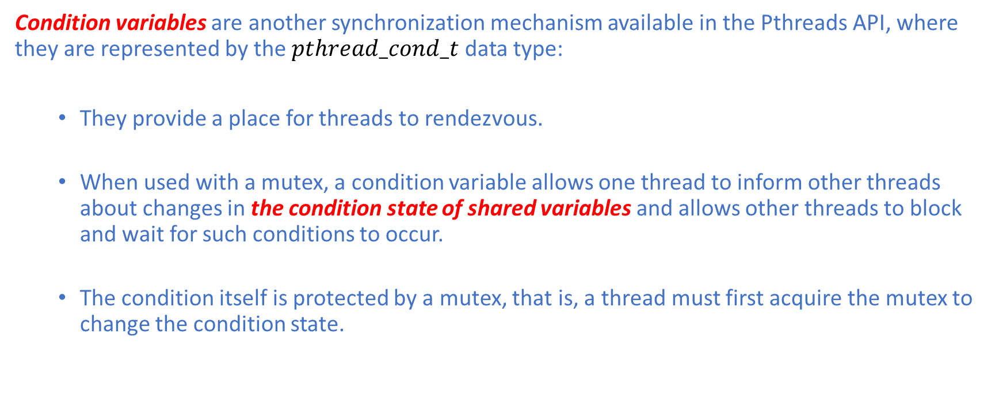 Condition variables are another synchronization mechanism available in the Pthreads API, where
they are represented by the pthread_cond_t data type:
• They provide a place for threads to rendezvous.
• When used with a mutex, a condition variable allows one thread to inform other threads
about changes in the condition state of shared variables and allows other threads to block
and wait for such conditions to occur.
• The condition itself is protected by a mutex, that is, a thread must first acquire the mutex to
change the condition state.